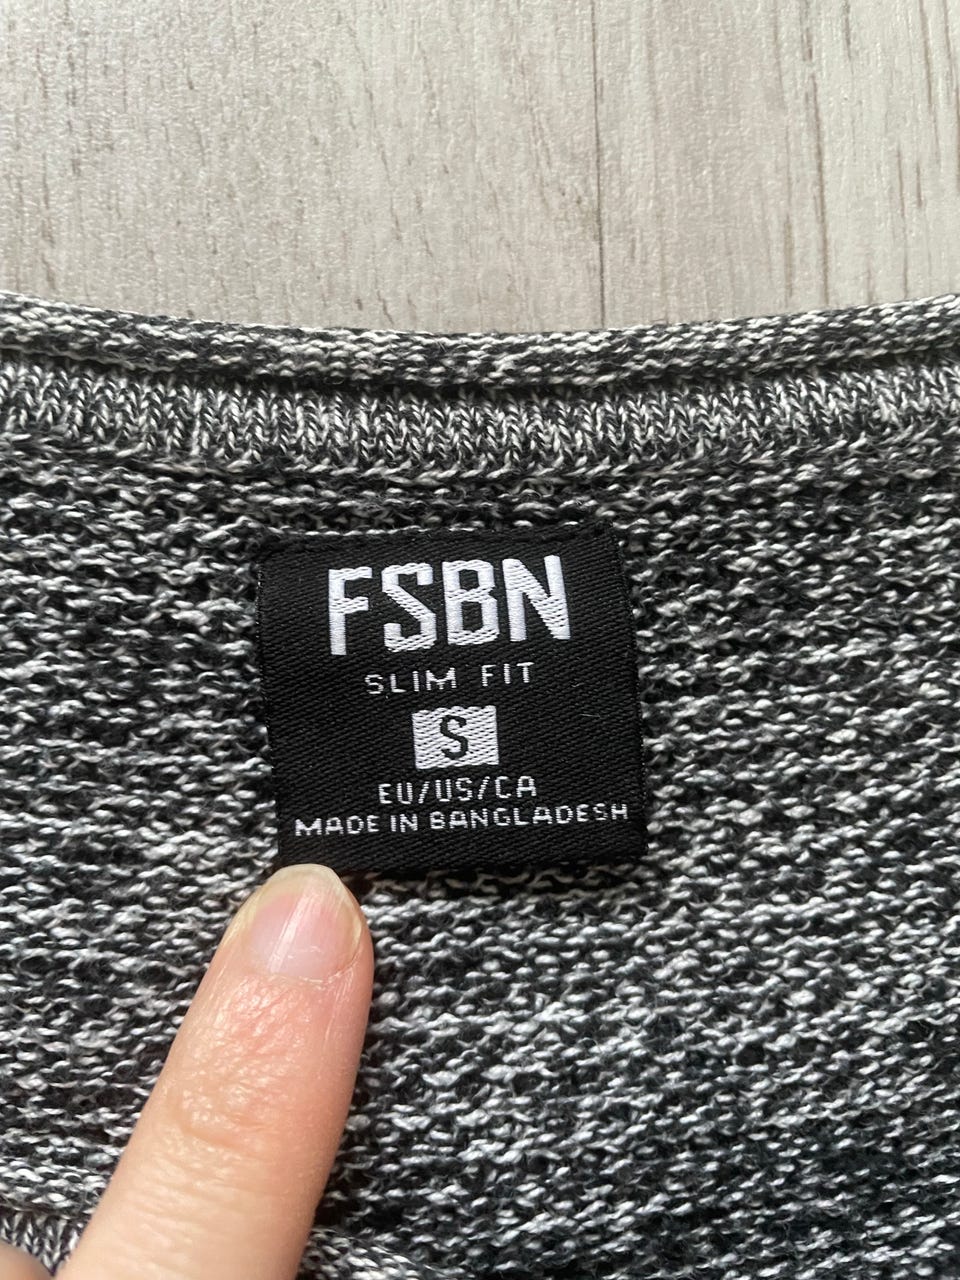 FSBN
SLIM FIT
S
EU/US/CA
MADE IN BANGLADESH